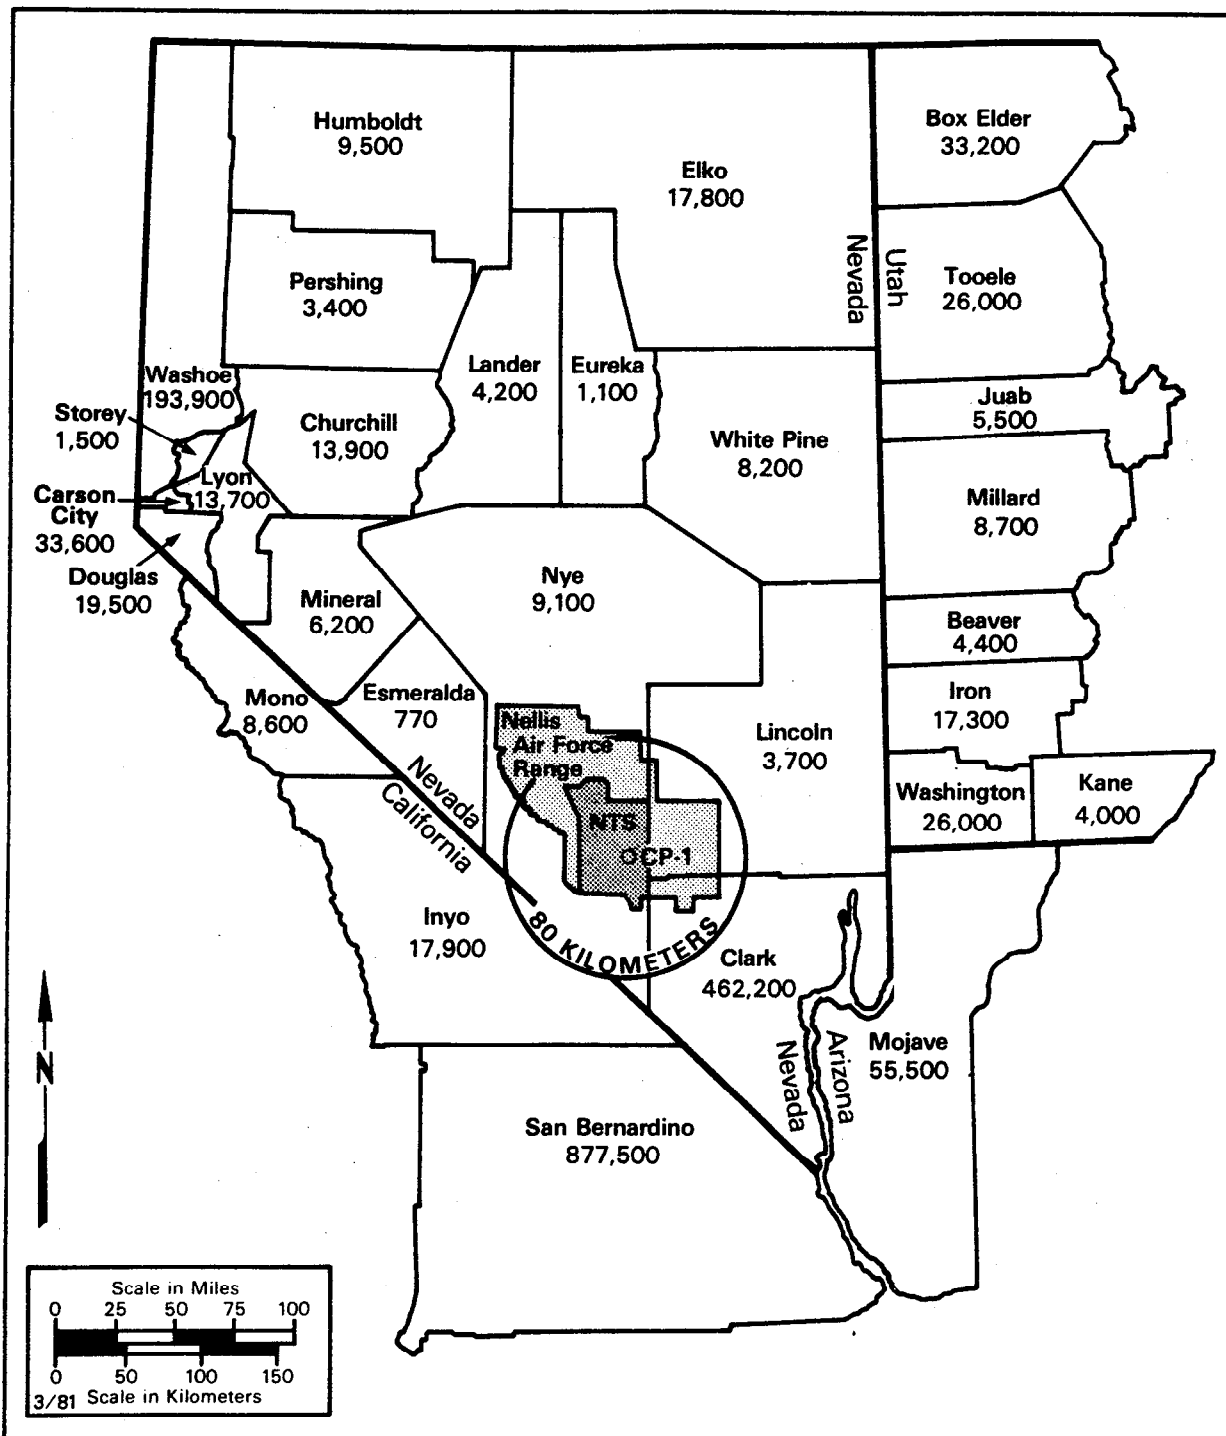 Humboldt
9,500
Elko
17,800
Box Elder
33,200
Nevada
Utah
Pershing
3,400
Tooele
26,000
Lander
4,200
Eureka
1,100
Washoe
193,900
Storey
1,500
Churchill
13,900
Juab
5,500
White Pine
8,200
Lyon
13,700
Carson
City
33,600
Millard
8,700
Douglas
19,500
Mineral
6,200
Nye
9,100
Beaver
4,400
Mono
8,600
Esmeralda
770
Iron
17,300
Nellis
Air Force
Range
Lincoln
3,700
Nevada
California
NTS
CP-1
Washington
26,000
Kane
4,000
Inyo
17,900
80 KILOMETERS
Clark
462,200
Nevada
Arizona
Mojave
55,500
N
San Bernardino
877,500
Scale in Miles
0 25 50 75 100
0 50 100 150
3/81 Scale in Kilometers